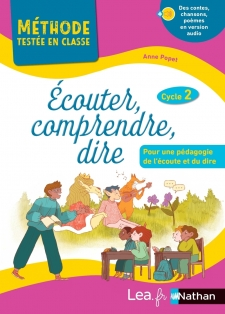 MÉTHODE
TESTÉE EN CLASSE
Des contes,
chansons,
poèmes
en version
audio
Anne Popet
Écouter,
comprendre,
dire
Cycle 2
Pour une pédagogie
de l'écoute et du dire
Lea.fr Nathan